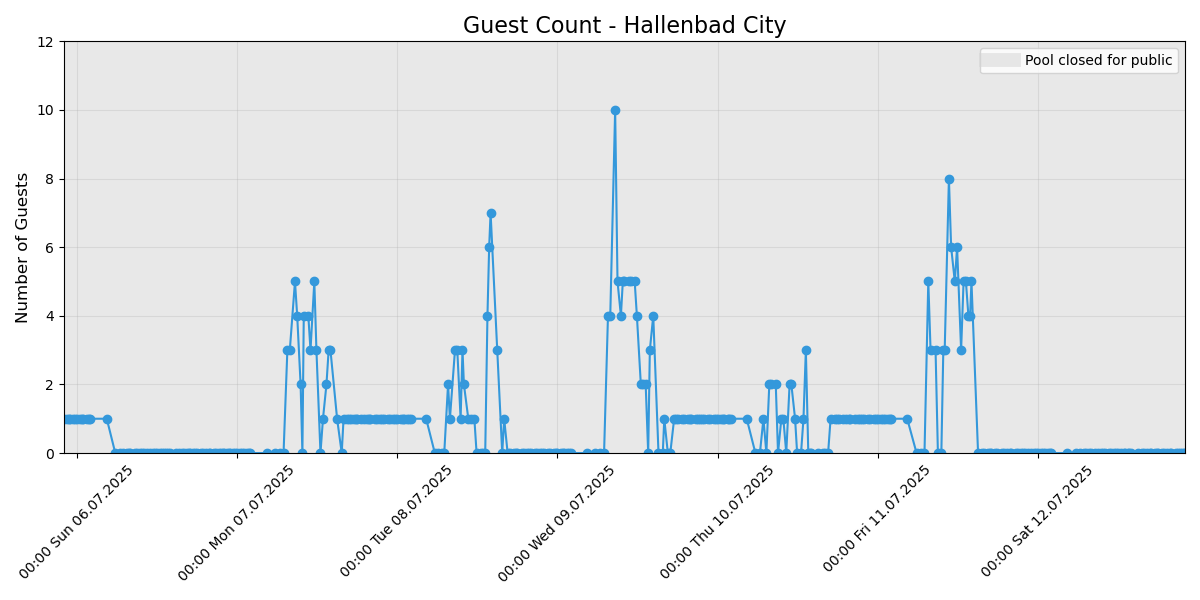 Guest Count - Hallenbad City
Pool closed for public
Number of Guests
12
10
8
6
4
2
0
00:00 Sun 06.07.2025
00:00 Mon 07.07.2025
00:00 Tue 08.07.2025
00:00 Wed 09.07.2025
00:00 Thu 10.07.2025
00:00 Fri 11.07.2025
00:00 Sat 12.07.2025